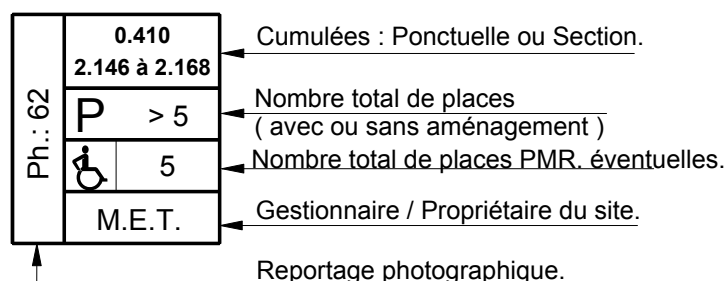 0.410
2.146 à 2.168
Cumulées : Ponctuelle ou Section.
Ph.: 62
P > 5
Nombre total de places
( avec ou sans aménagement )
5
Nombre total de places PMR. éventuelles.
M.E.T.
Gestionnaire / Propriétaire du site.
Reportage photographique.